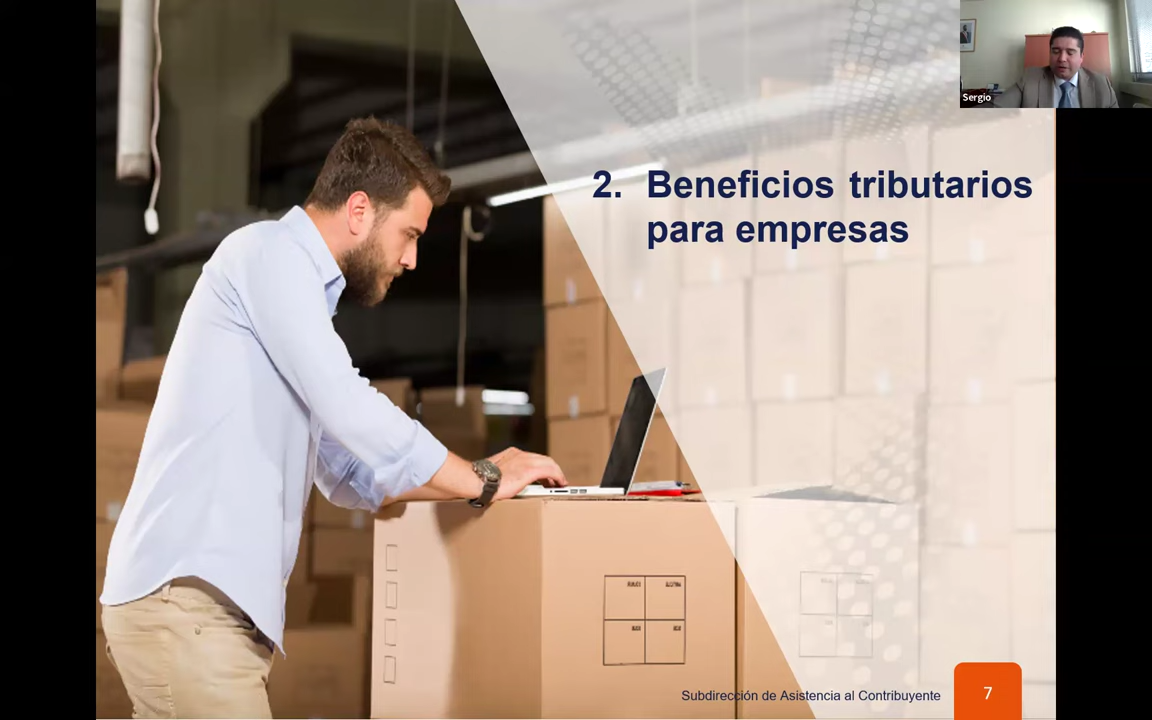 Sergio
2. Beneficios tributarios
para empresas
Subdirección de Asistencia al Contribuyente
7